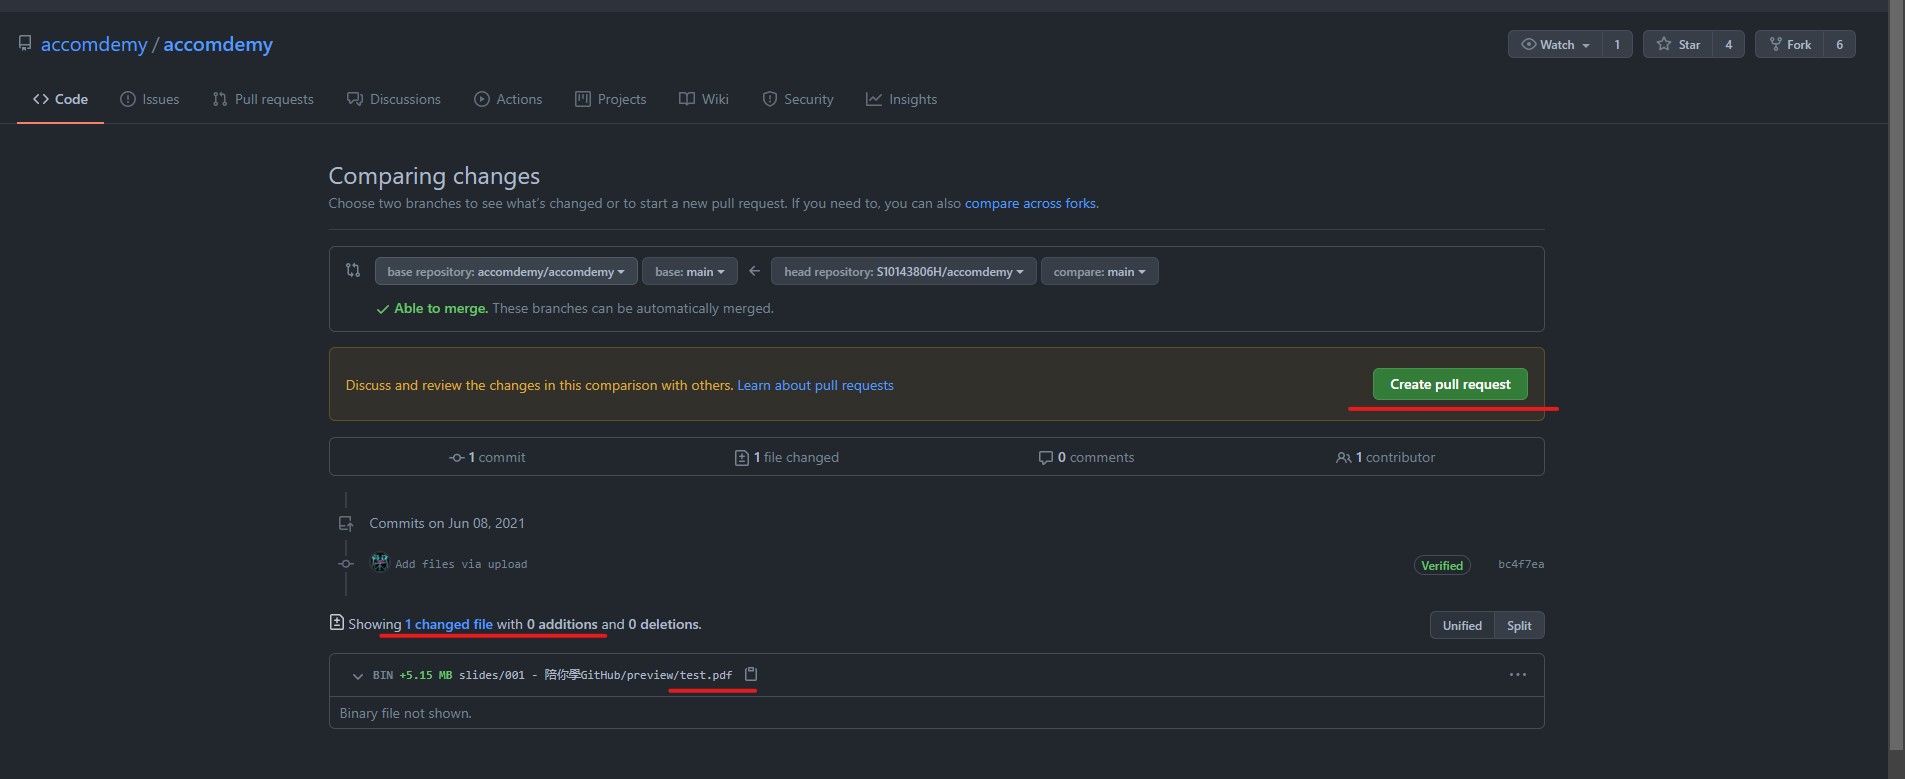 accomdemy / accomdemy
Watch 1 Star 4 Fork 6
Code Issues Pull requests Discussions Actions Projects Wiki Security Insights
Comparing changes
Choose two branches to see what's changed or to start a new pull request. If you need to, you can also compare across forks.
base repository: accomdemy/accomdemy base: main ← head repository: S10143806H/accomdemy compare: main
Able to merge. These branches can be automatically merged.
Discuss and review the changes in this comparison with others. Learn about pull requests Create pull request
1 commit 1 file changed 0 comments 1 contributor
Commits on Jun 08, 2021
Add files via upload Verified bc4f7ea
Showing 1 changed file with 0 additions and 0 deletions. Unified Split
BIN +5.15 MB slides/001 - 陪你學GitHub/preview/test.pdf
Binary file not shown.